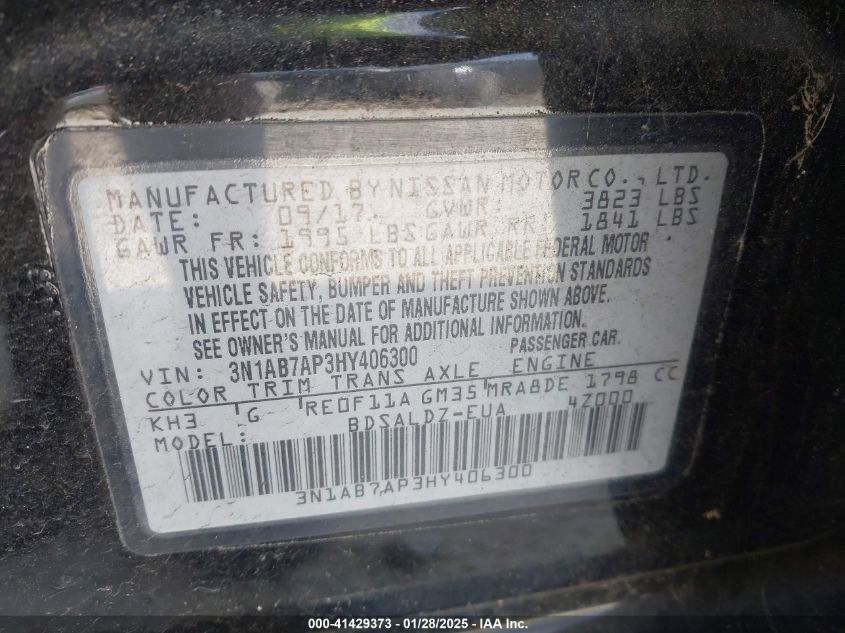 MANUFACTURED BY NISSAN MOTOR CO., LTD.
DATE: 09/17 GVWR: 3823 LBS
GAWR FR: 1995 LBS GAWR RR: 1841 LBS
THIS VEHICLE CONFORMS TO ALL APPLICABLE FEDERAL MOTOR
VEHICLE SAFETY, BUMPER AND THEFT PREVENTION STANDARDS
IN EFFECT ON THE DATE OF MANUFACTURE SHOWN ABOVE.
SEE OWNER'S MANUAL FOR ADDITIONAL INFORMATION.
VIN: 3N1AB7AP3HY406300 PASSENGER CAR.
COLOR TRIM TRANS AXLE ENGINE
KH3 G RE0F11A GM35 MRA8DE 1798 CC
MODEL: BDSALDZ-EUA 4Z000
3N1AB7AP3HY406300
000-41429373 - 01/28/2025 - IAA, Inc.